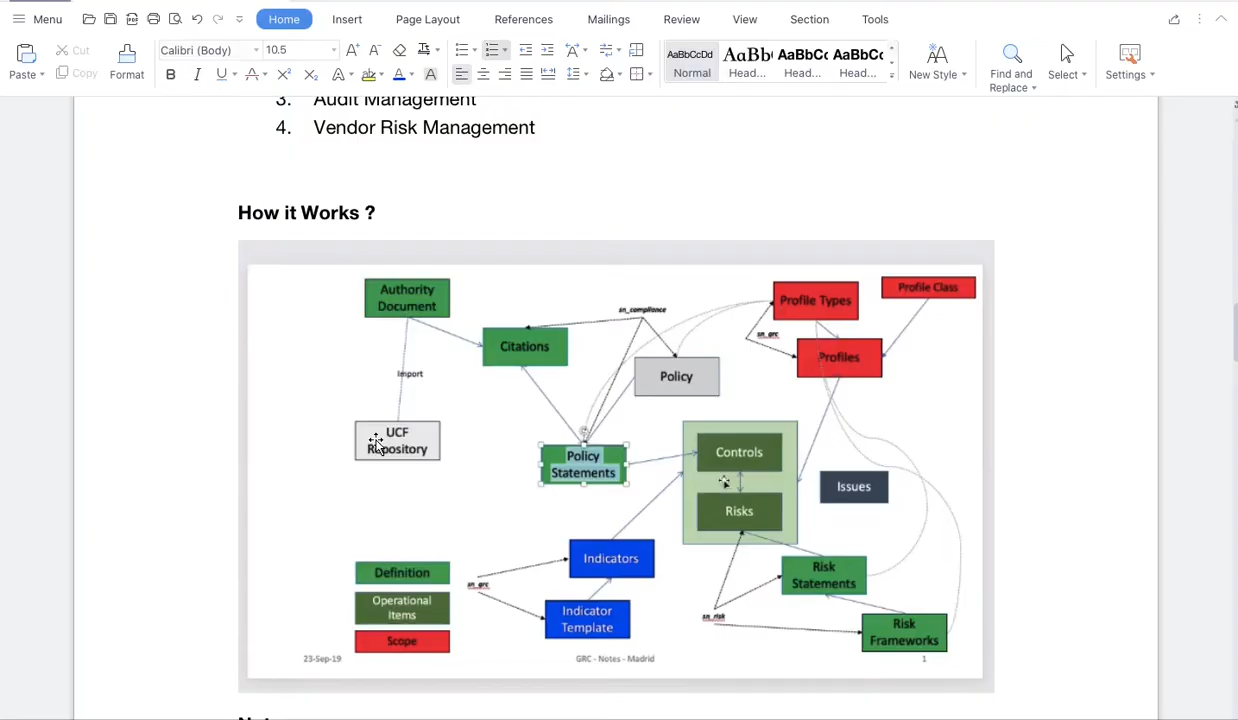 Menu
Home
Insert
Page Layout
References
Mailings
Review
View
Section
Tools
Paste
Cut
Copy
Format
Calibri (Body)
10.5
AaBbCcDd
Normal
AaBb
Head...
AaBbCc
Head...
AaBbCc
Head...
New Style
Find and
Replace
Select
Settings
3. Audit Management
4. Vendor Risk Management
How it Works ?
Authority
Document
Citations
sn_compliance
Policy
Profile Types
Profile Class
sn_grc
Profiles
Import
UCF
Repository
Policy
Statements
Controls
Risks
Issues
Indicators
Indicator
Template
sn_grc
Risk
Statements
sn_risk
Risk
Frameworks
Definition
Operational
Items
Scope
23-Sep-19
GRC - Notes - Madrid
1